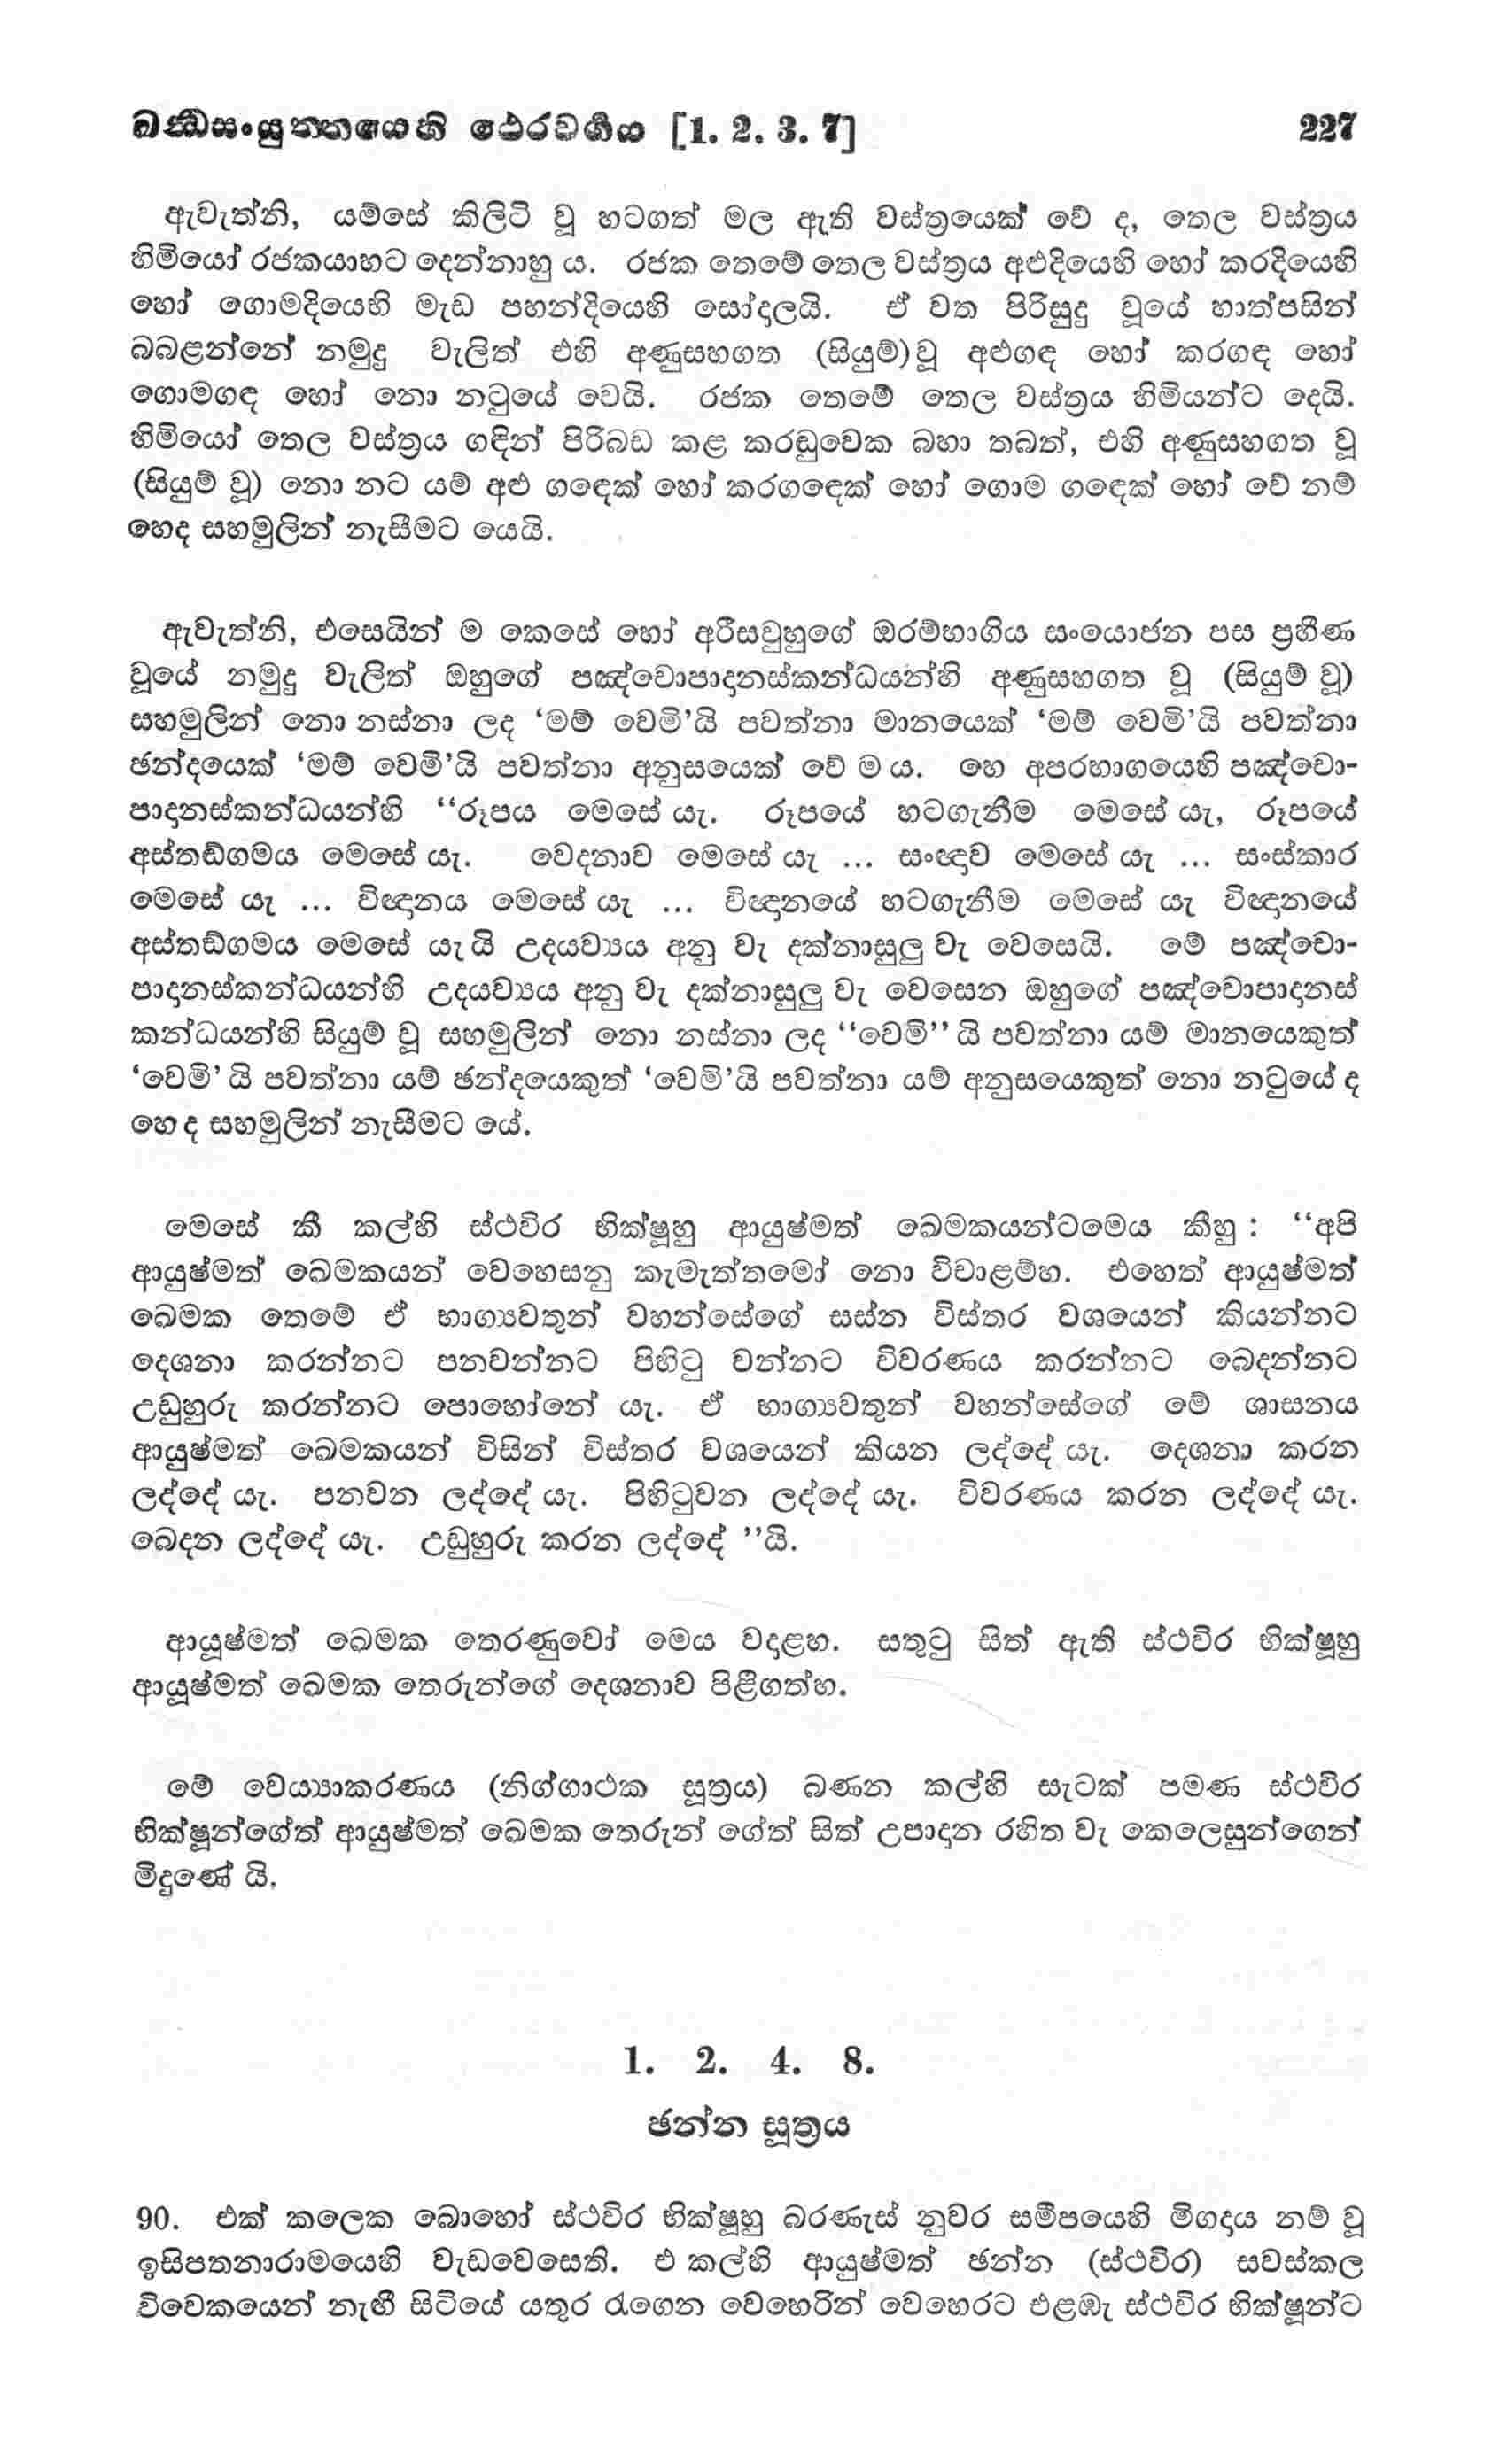 ඛන්ධසංයුත්තයෙහි ථෙරවර්ගය [1. 2. 3. 7] 227
ඇවැත්නි, යම්සේ කිලිටි වූ හටගත් මල ඇති වස්ත්‍රයෙක් වේ ද, තෙල වස්ත්‍රය
හිමියෝ රජකයාහට දෙන්නාහු ය. රජක තෙමේ තෙල වස්ත්‍රය අළුදියෙහි හෝ කරදියෙහි
හෝ ගොමදියෙහි මැඩ පහන්දියෙහි සෝදාලයි. ඒ වත පිරිසුදු වූයේ හාත්පසින්
බබළන්නේ නමුදු වැලිත් එහි අණුසහගත (සියුම්) වූ අළුගඳ හෝ කරගඳ හෝ
ගොමගඳ හෝ නො නටුයේ වෙයි. රජක තෙමේ තෙල වස්ත්‍රය හිමියන්ට දෙයි.
හිමියෝ තෙල වස්ත්‍රය ගඳින් පිරිබඩ කළ කරඬුවෙක බහා තබත්, එහි අණුසහගත වූ
(සියුම් වූ) නො නට යම් අළු ගඳෙක් හෝ කරගඳෙක් හෝ ගොම ගඳෙක් හෝ වේ නම්
හෙද සහමුලින් නැසීමට යෙයි.
ඇවැත්නි, එසෙයින් ම කෙසේ හෝ අරීසවුහුගේ ඔරම්භාගිය සංයොජන පස ප්‍රහීණ
වූයේ නමුදු වැලිත් ඔහුගේ පඤ්චොපාදානස්කන්ධයන්හි අණුසහගත වූ (සියුම් වූ)
සහමුලින් නො නස්නා ලද ‘මම් වෙමි’යි පවත්නා මානයෙක් ‘මම් වෙමි’යි පවත්නා
ඡන්දයෙක් ‘මම් වෙමි’යි පවත්නා අනුසයෙක් වේ ම ය. හෙ අපරභාගයෙහි පඤ්චො-
පාදානස්කන්ධයන්හි “රූපය මෙසේ යැ. රූපයේ හටගැනීම මෙසේ යැ, රූපයේ
අස්තඞ්ගමය මෙසේ යැ. වෙදනාව මෙසේ යැ ... සංඥාව මෙසේ යැ ... සංස්කාර
මෙසේ යැ ... විඥානය මෙසේ යැ ... විඥානයේ හටගැනීම මෙසේ යැ විඥානයේ
අස්තඞ්ගමය මෙසේ යැ යි උදයව්‍යය අනු වැ දක්නාසුලු වැ වෙසෙයි. මේ පඤ්චො-
පාදානස්කන්ධයන්හි උදයව්‍යය අනු වැ දක්නාසුලු වැ වෙසෙන ඔහුගේ පඤ්චොපාදානස්
කන්ධයන්හි සියුම් වූ සහමුලින් නො නස්නා ලද “වෙමි” යි පවත්නා යම් මානයෙකුත්
‘වෙමි’ යි පවත්නා යම් ඡන්දයෙකුත් ‘වෙමි’යි පවත්නා යම් අනුසයෙකුත් නො නටුයේ ද
හෙ ද සහමුලින් නැසීමට යේ.
මෙසේ කී කල්හි ස්ථවිර භික්ෂූහු ආයුෂ්මත් ඛෙමකයන්ටමෙය කීහු : “අපි
ආයුෂ්මත් ඛෙමකයන් වෙහෙසනු කැමැත්තමෝ නො විචාළම්හ. එහෙත් ආයුෂ්මත්
ඛෙමක තෙමේ ඒ භාග්‍යවතුන් වහන්සේගේ සස්න විස්තර වශයෙන් කියන්නට
දෙශනා කරන්නට පනවන්නට පිහිටු වන්නට විවරණය කරන්නට බෙදන්නට
උඩුහුරු කරන්නට පොහෝනේ යැ. ඒ භාග්‍යවතුන් වහන්සේගේ මේ ශාසනය
ආයුෂ්මත් ඛෙමකයන් විසින් විස්තර වශයෙන් කියන ලද්දේ යැ. දෙශනා කරන
ලද්දේ යැ. පනවන ලද්දේ යැ. පිහිටුවන ලද්දේ යැ. විවරණය කරන ලද්දේ යැ.
බෙදන ලද්දේ යැ. උඩුහුරු කරන ලද්දේ ”යි.
ආයුෂ්මත් ඛෙමක තෙරණුවෝ මෙය වදාළහ. සතුටු සිත් ඇති ස්ථවිර භික්ෂූහු
ආයුෂ්මත් ඛෙමක තෙරුන්ගේ දෙශනාව පිළිගත්හ.
මේ වෙය්‍යාකරණය (නිග්ගාථක සූත්‍රය) බණන කල්හි සැටක් පමණ ස්ථවිර
භික්ෂූන්ගේත් ආයුෂ්මත් ඛෙමක තෙරුන් ගේත් සිත් උපාදාන රහිත වැ කෙලෙසුන්ගෙන්
මිදුණේ යි.
1. 2. 4. 8.
ඡන්න සූත්‍රය
90. එක් කලෙක බොහෝ ස්ථවිර භික්ෂූහු බරණැස් නුවර සමීපයෙහි මිගදාය නම් වූ
ඉසිපතනාරාමයෙහි වැඩවෙසෙති. එ කල්හි ආයුෂ්මත් ඡන්න (ස්ථවිර) සවස්කල
විවෙකයෙන් නැඟී සිටියේ යතුර රැගෙන වෙහෙරින් වෙහෙරට එළඹැ ස්ථවිර භික්ෂූන්ට